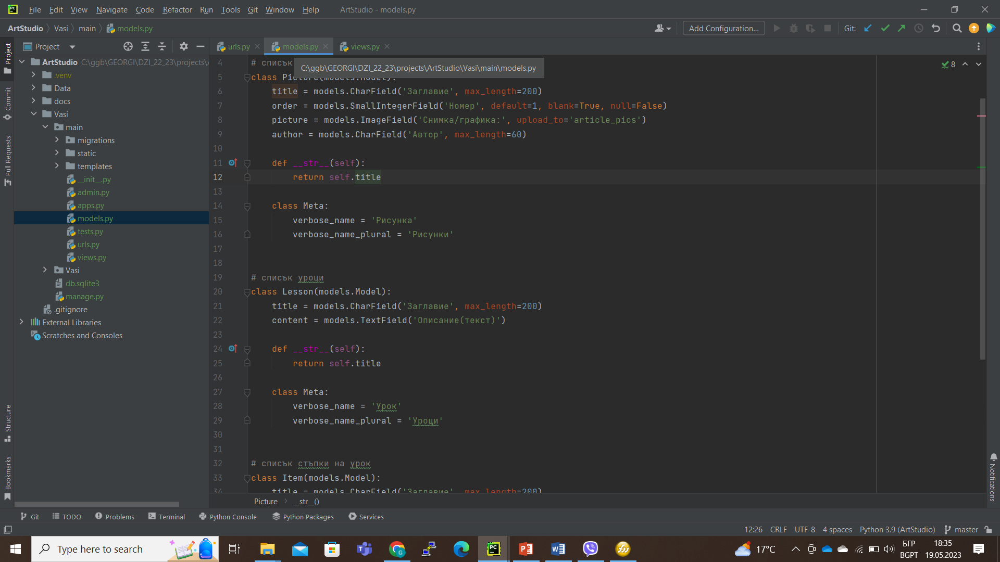 File Edit View Navigate Code Refactor Run Tools Git Window Help ArtStudio - models.py
ArtStudio Vasi main models.py Add Configuration... Git:
Project urls.py models.py views.py
C:\ggb\GEORGI\DZI_22_23\projects\ArtStudio\Vasi\main\models.py
8
Project
Commit
Pull Requests
Structure
Bookmarks
ArtStudio C:\ggb\GEORGI\DZI_22_23\projects\
.venv
Data
docs
Vasi
main
migrations
static
templates
__init__.py
admin.py
apps.py
models.py
tests.py
urls.py
views.py
Vasi
db.sqlite3
manage.py
.gitignore
External Libraries
Scratches and Consoles
4 # списък
5 class Picture(models.Model):
6 title = models.CharField('Заглавие', max_length=200)
7 order = models.SmallIntegerField('Номер', default=1, blank=True, null=False)
8 picture = models.ImageField('Снимка/графика:', upload_to='article_pics')
9 author = models.CharField('Автор', max_length=60)
10
11 def __str__(self):
12 return self.title
13
14 class Meta:
15 verbose_name = 'Рисунка'
16 verbose_name_plural = 'Рисунки'
17
18
19 # списък уроци
20 class Lesson(models.Model):
21 title = models.CharField('Заглавие', max_length=200)
22 content = models.TextField('Описание(текст)')
23
24 def __str__(self):
25 return self.title
26
27 class Meta:
28 verbose_name = 'Урок'
29 verbose_name_plural = 'Уроци'
30
31
32 # списък стъпки на урок
33 class Item(models.Model):
34 title = models.CharField('Заглавие', max_length=200)
Picture __str__()
Notifications
Git TODO Problems Terminal Python Console Python Packages Services
12:26 CRLF UTF-8 4 spaces Python 3.9 (ArtStudio) master
Type here to search
17°C
БГР
BGPT
18:35
19.05.2023